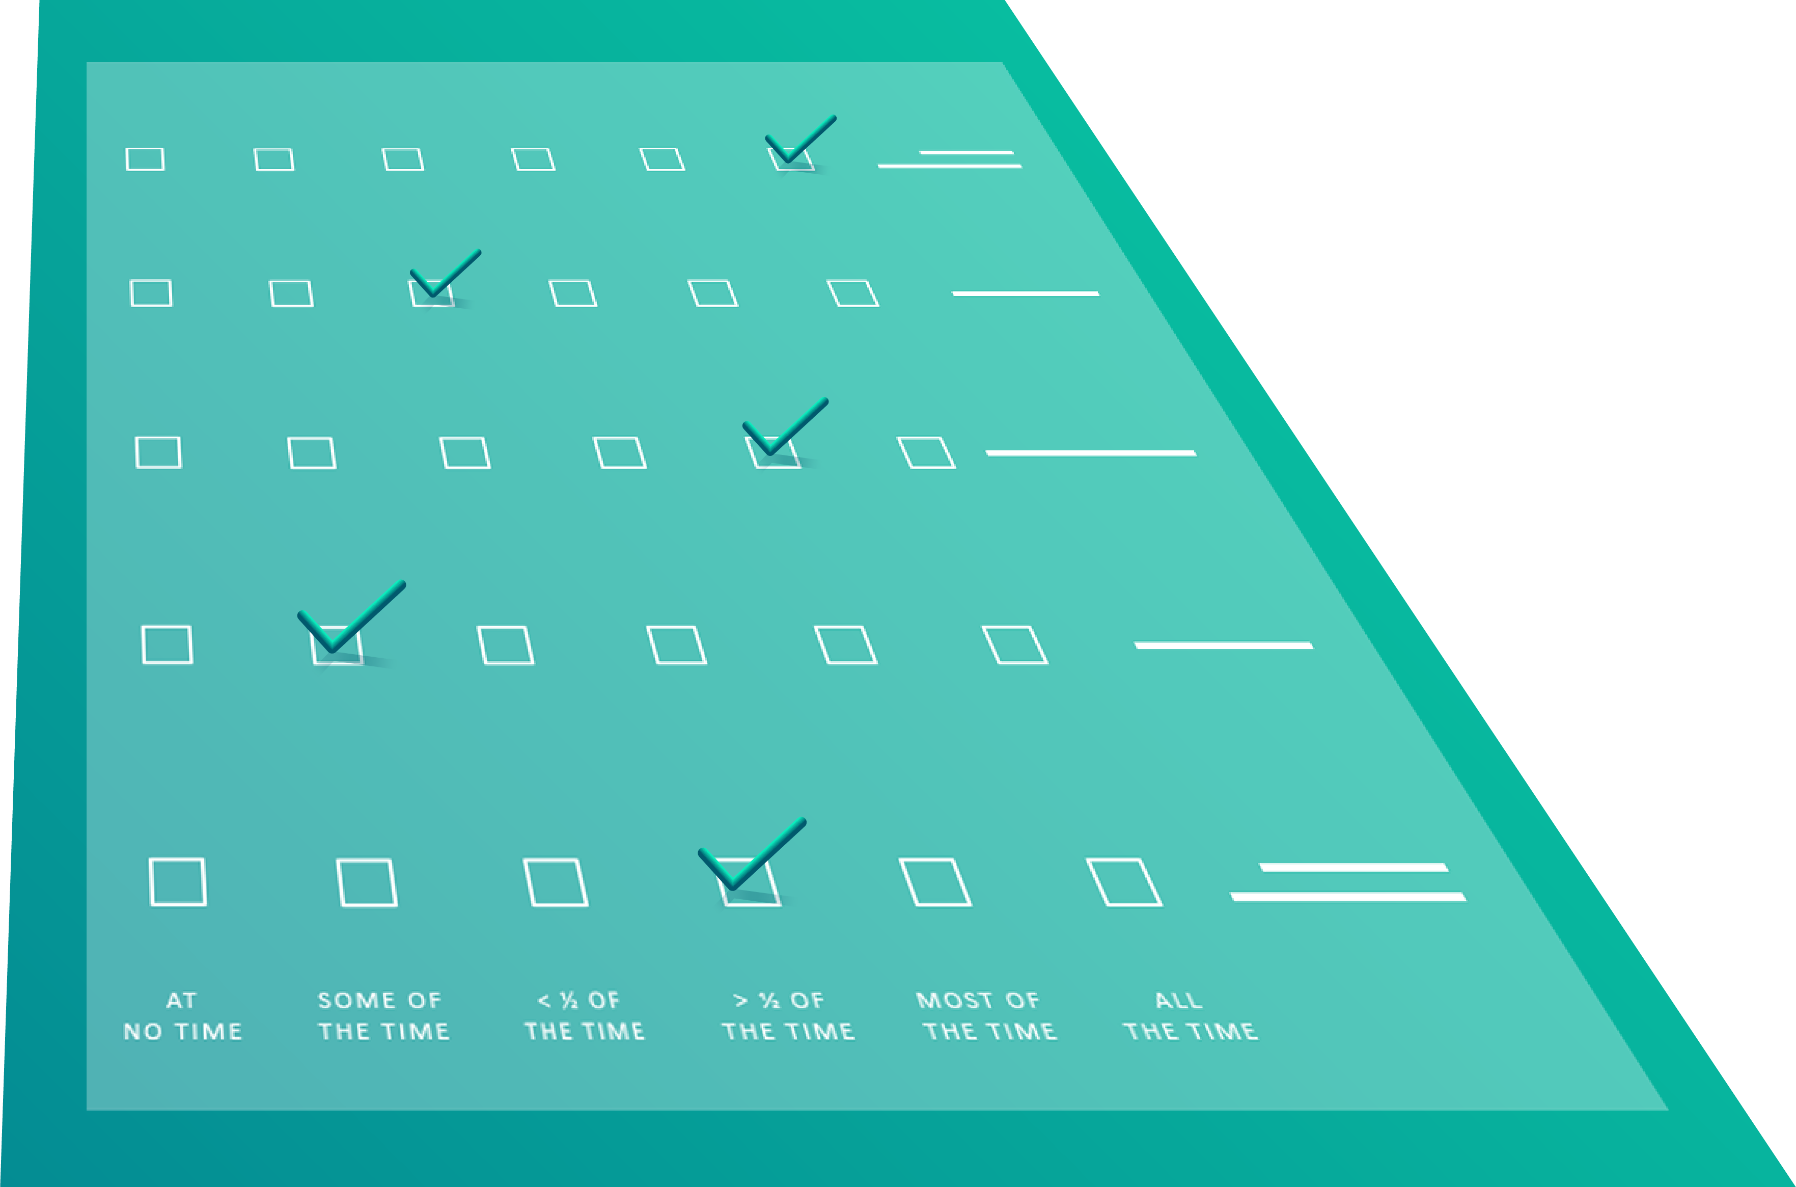 AT
NO TIME
SOME OF
THE TIME
< ½ OF
THE TIME
> ½ OF
THE TIME
MOST OF
THE TIME
ALL
THE TIME